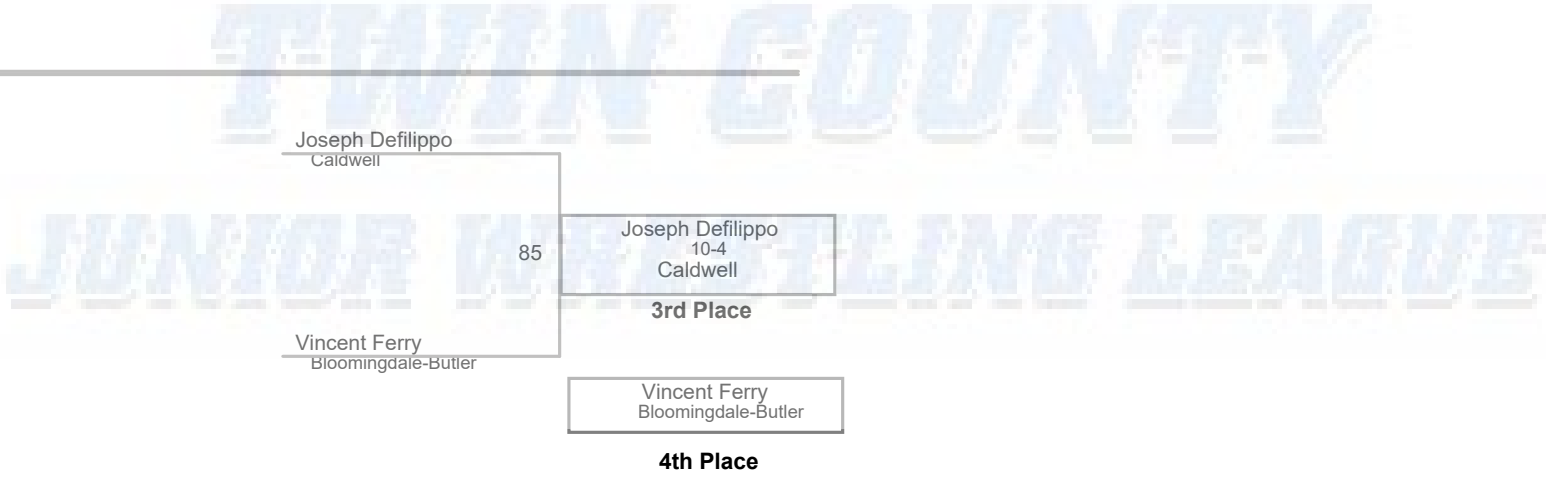 TWIN COUNTY
JUNIOR WRESTLING LEAGUE
Joseph Defilippo
Caldwell
85
Joseph Defilippo
10-4
Caldwell
3rd Place
Vincent Ferry
Bloomingdale-Butler
Vincent Ferry
Bloomingdale-Butler
4th Place